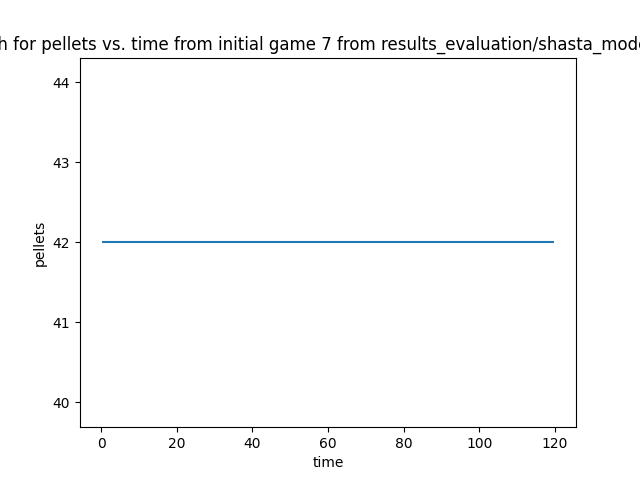 h for pellets vs. time from initial game 7 from results_evaluation/shasta_mode
44
43
42
41
40
pellets
0 20 40 60 80 100 120
time